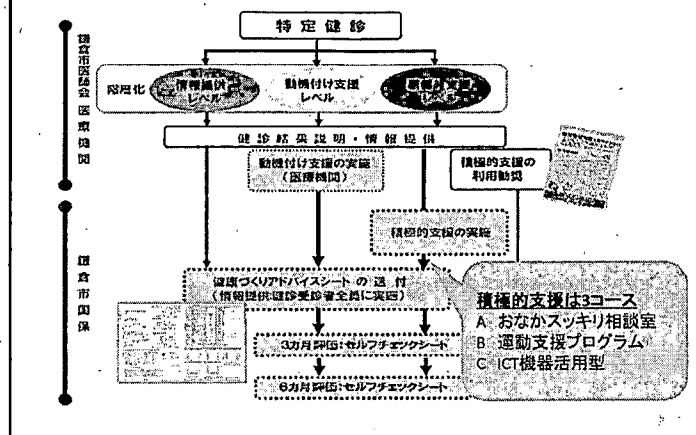 特定健診
鎌倉市医師会 医療機関
階層化
情報提供
レベル
動機付け支援
レベル
積極的支援
レベル
健診結果説明・情報提供
動機付け支援の実施
(医療機関)
積極的支援の
利用勧奨
積極的支援の実施
鎌倉市国保
健康づくりアドバイスシートの送付
(情報提供:健診受診者全員に実施)
積極的支援は3コース
A おなかスッキリ相談室
B 運動支援プログラム
C ICT機器活用型
3カ月評価:セルフチェックシート
6カ月評価:セルフチェックシート